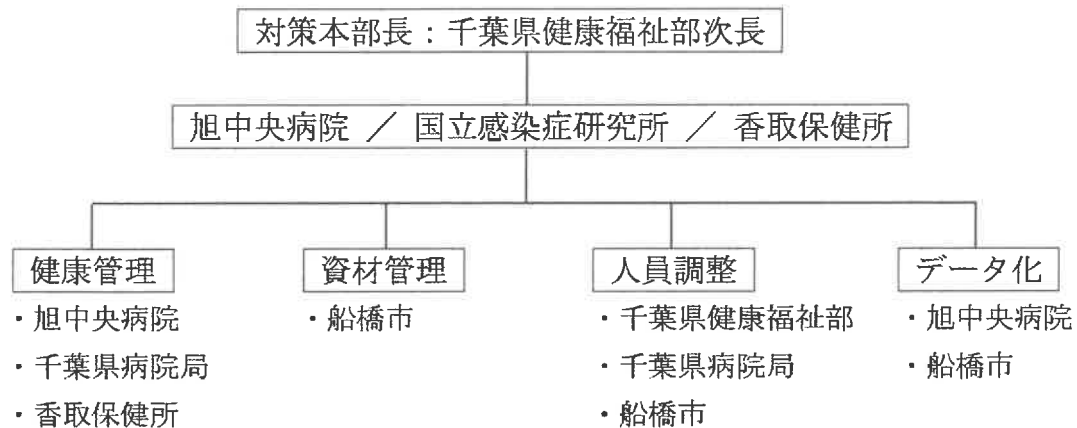 対策本部長：千葉県健康福祉部次長
旭中央病院 ／ 国立感染症研究所 ／ 香取保健所
健康管理
・旭中央病院
・千葉県病院局
・香取保健所
資材管理
・船橋市
人員調整
・千葉県健康福祉部
・千葉県病院局
・船橋市
データ化
・旭中央病院
・船橋市